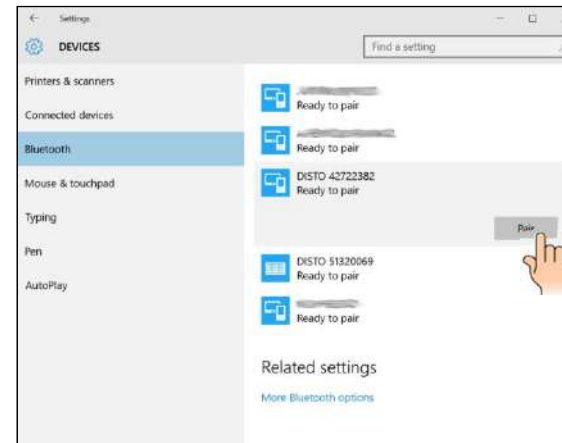 Settings
DEVICES
Find a setting
Printers & scanners
Connected devices
Bluetooth
Mouse & touchpad
Typing
Pen
AutoPlay
Ready to pair
Ready to pair
DISTO 42722382
Ready to pair
Pair
DISTO 51320069
Ready to pair
Ready to pair
Related settings
More Bluetooth options